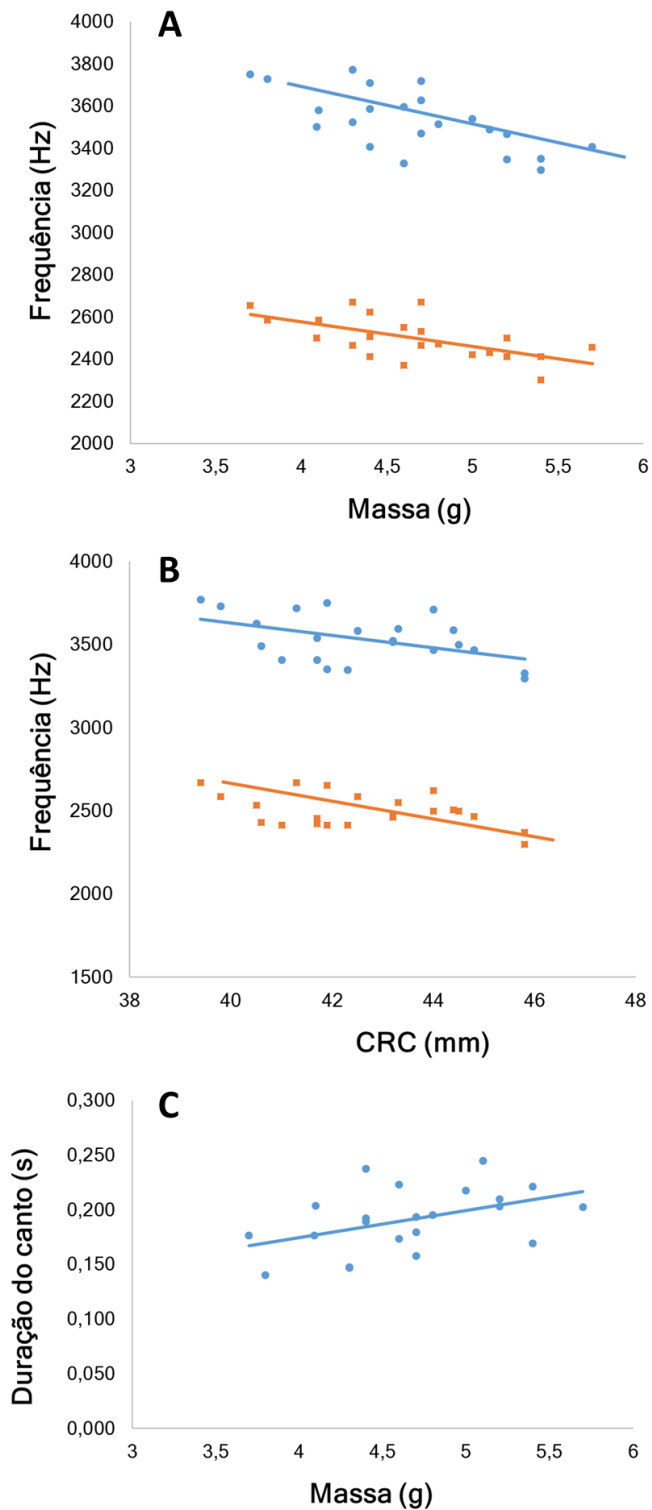 A
4000
3800
3600
3400
3200
3000
2800
2600
2400
2200
2000
Frequência (Hz)
3 3,5 4 4,5 5 5,5 6
Massa (g)
B
4000
3500
3000
2500
2000
1500
Frequência (Hz)
38 40 42 44 46 48
CRC (mm)
C
0,300
0,250
0,200
0,150
0,100
0,050
0,000
Duração do canto (s)
3 3,5 4 4,5 5 5,5 6
Massa (g)